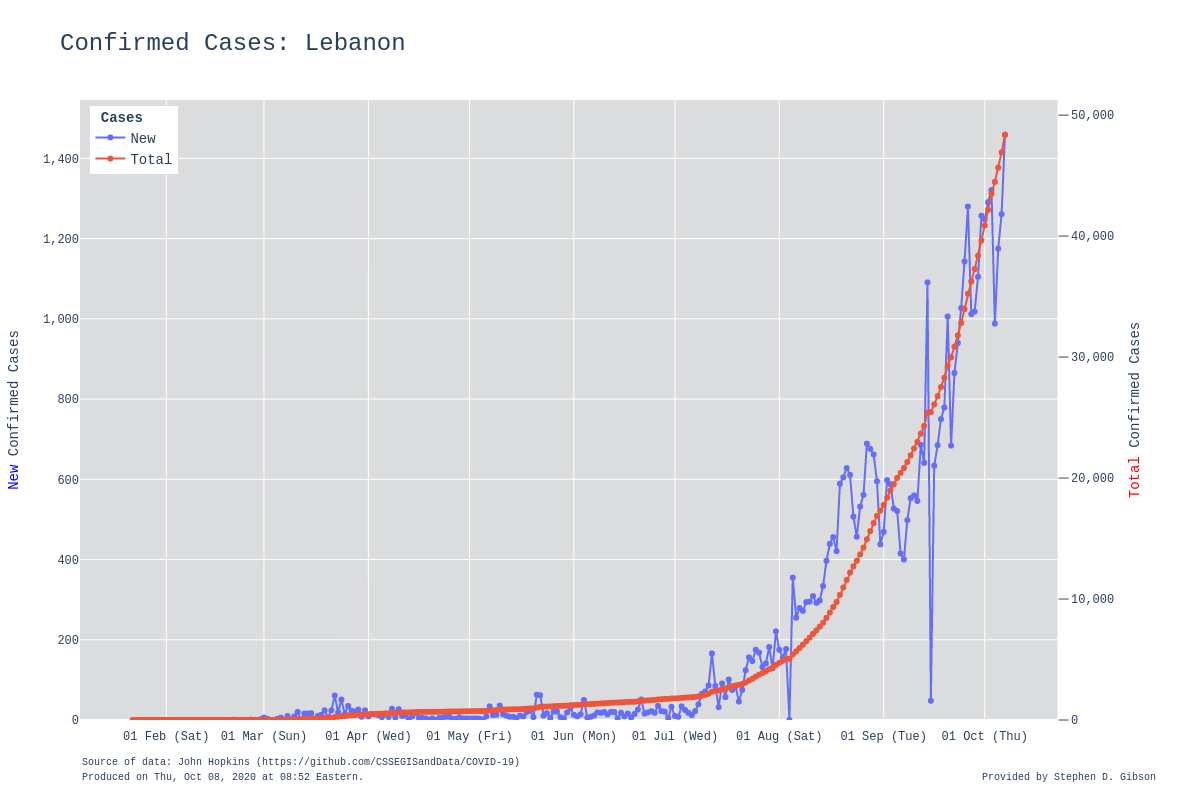 Confirmed Cases: Lebanon
Cases
New
Total
1,400
1,200
1,000
800
600
400
200
0
New Confirmed Cases
50,000
40,000
30,000
20,000
10,000
0
Total Confirmed Cases
01 Feb (Sat) 01 Mar (Sun) 01 Apr (Wed) 01 May (Fri) 01 Jun (Mon) 01 Jul (Wed) 01 Aug (Sat) 01 Sep (Tue) 01 Oct (Thu)
Source of data: John Hopkins (https://github.com/CSSEGISandData/COVID-19)
Produced on Thu, Oct 08, 2020 at 08:52 Eastern.
Provided by Stephen D. Gibson